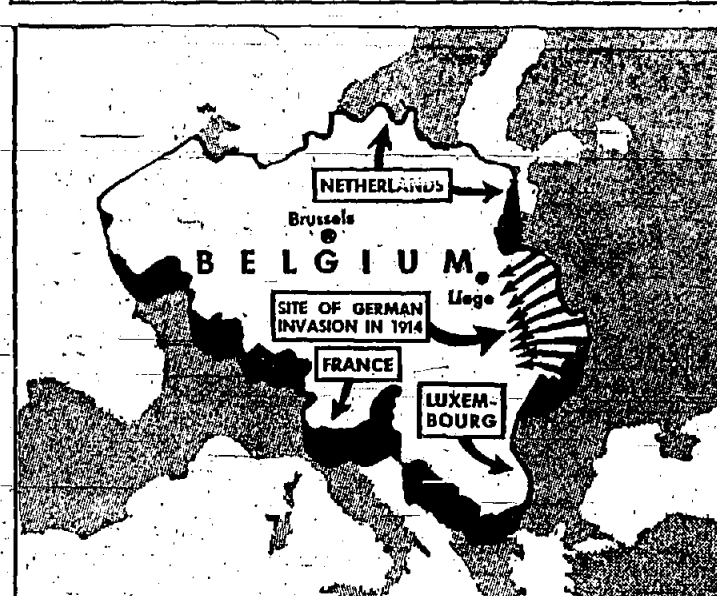 NETHERLANDS
Brussels
BELGIUM
Liege
SITE OF GERMAN
INVASION IN 1914
FRANCE
LUXEM-
BOURG